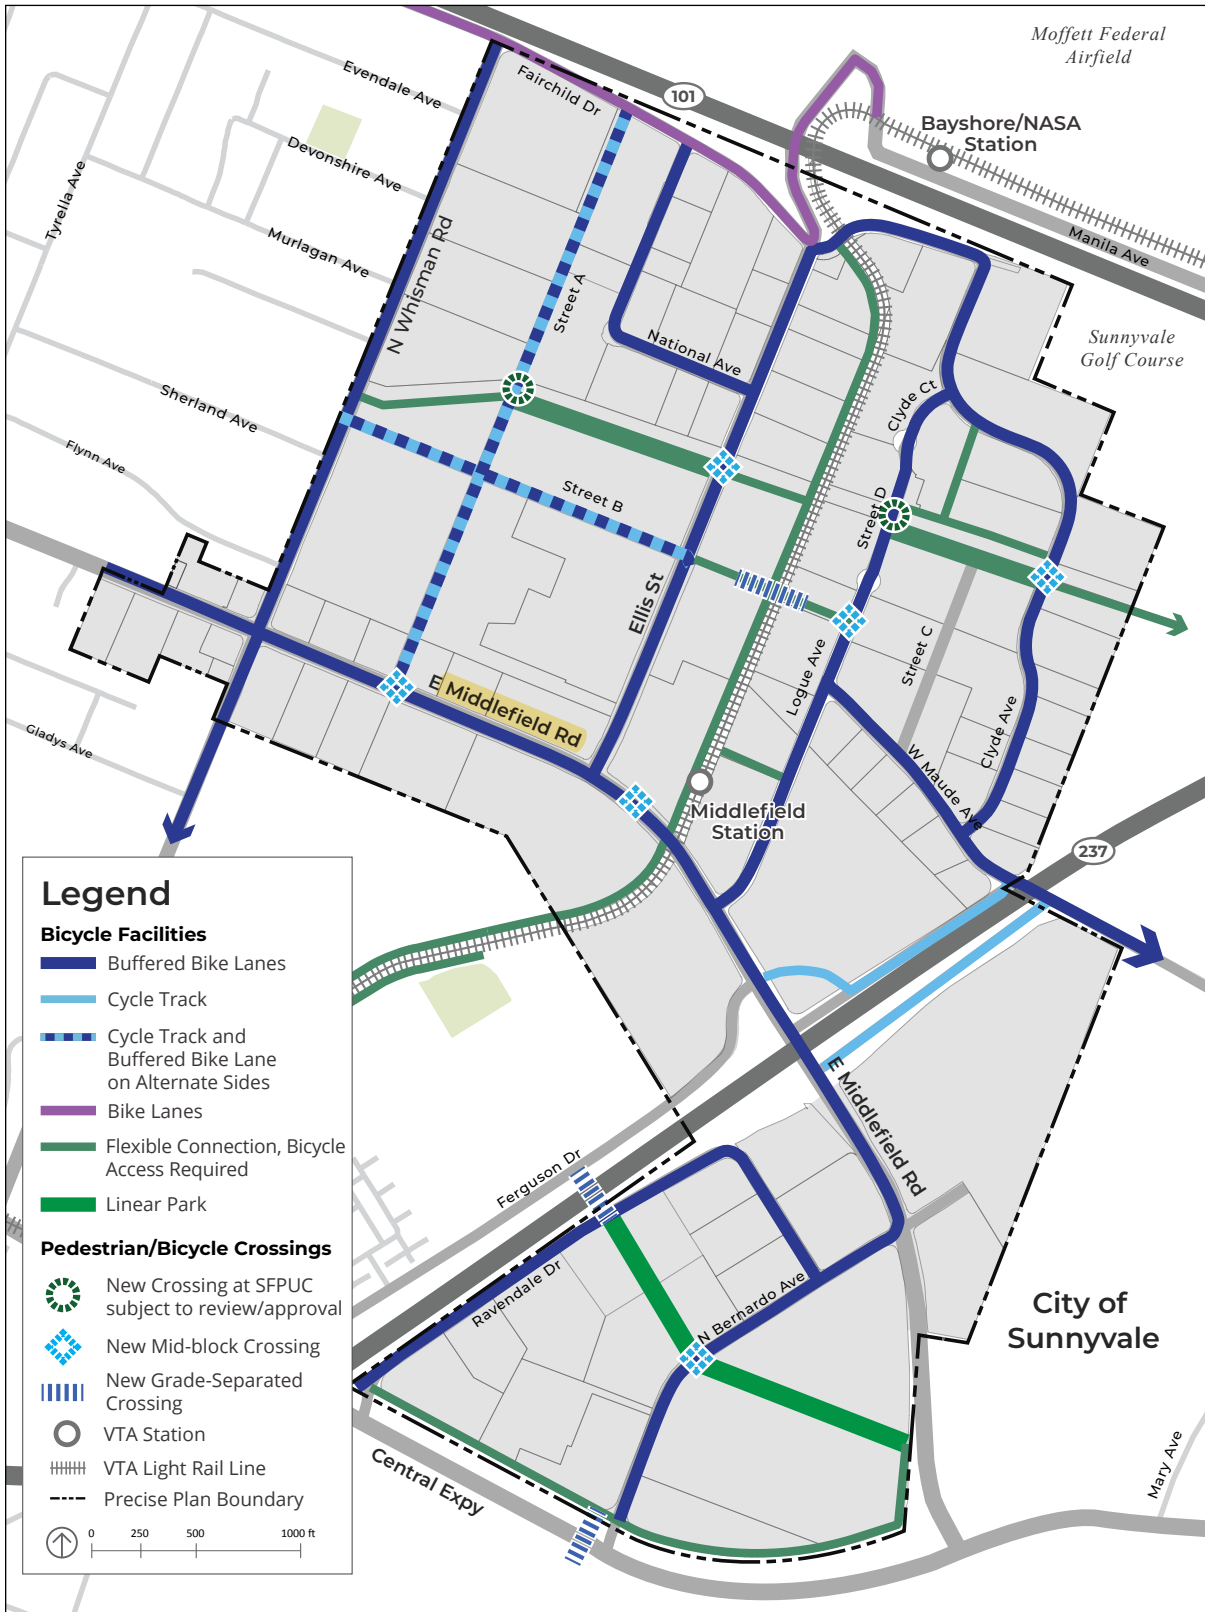 Moffett Federal
Airfield
Evendale Ave
Fairchild Dr
101
Bayshore/NASA
Station
Devonshire Ave
Tyrella Ave
Murlagan Ave
N Whisman Rd
Street A
Manila Ave
Sunnyvale
Golf Course
National Ave
Sherland Ave
Clyde Ct
Flynn Ave
Street B
Street D
Ellis St
Logue Ave
Street C
E Middlefield Rd
Clyde Ave
Gladys Ave
W Maude Ave
Middlefield
Station
237
Legend
Bicycle Facilities
Buffered Bike Lanes
Cycle Track
Cycle Track and
Buffered Bike Lane
on Alternate Sides
Bike Lanes
Flexible Connection, Bicycle
Access Required
Linear Park
Pedestrian/Bicycle Crossings
New Crossing at SFPUC
subject to review/approval
New Mid-block Crossing
New Grade-Separated
Crossing
VTA Station
VTA Light Rail Line
Precise Plan Boundary
0 250 500 1000 ft
E Middlefield Rd
Ferguson Dr
Ravendale Dr
N Bernardo Ave
City of
Sunnyvale
Central Expy
Mary Ave